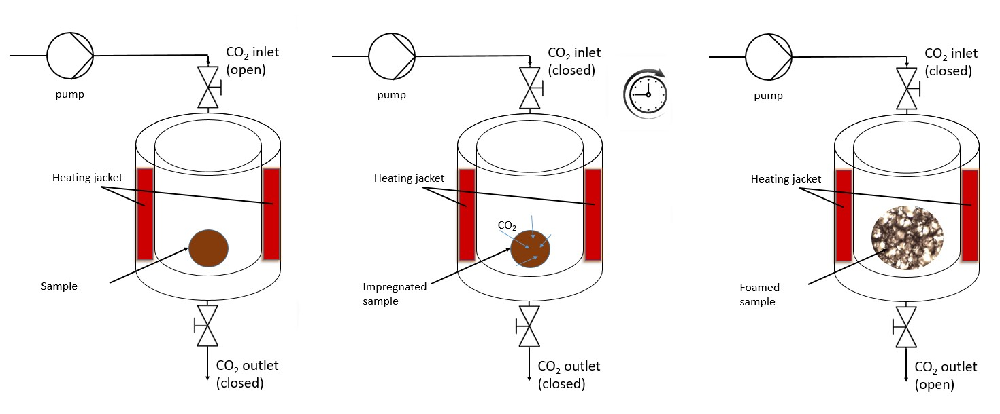 CO₂ inlet
(open)
pump
Heating jacket
Sample
CO₂ outlet
(closed)
CO₂ inlet
(closed)
pump
Heating jacket
CO₂
Impregnated
sample
CO₂ outlet
(closed)
CO₂ inlet
(closed)
pump
Heating jacket
Foamed
sample
CO₂ outlet
(open)